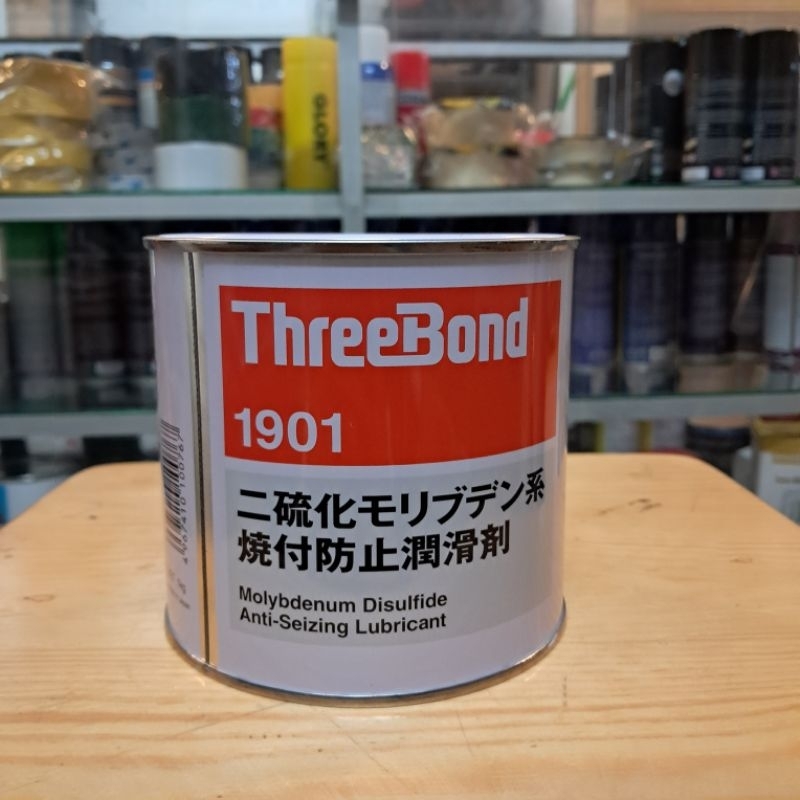 GLORY
ThreeBond
1901
二硫化モリブデン系
焼付防止潤滑剤
Molybdenum Disulfide
Anti-Seizing Lubricant